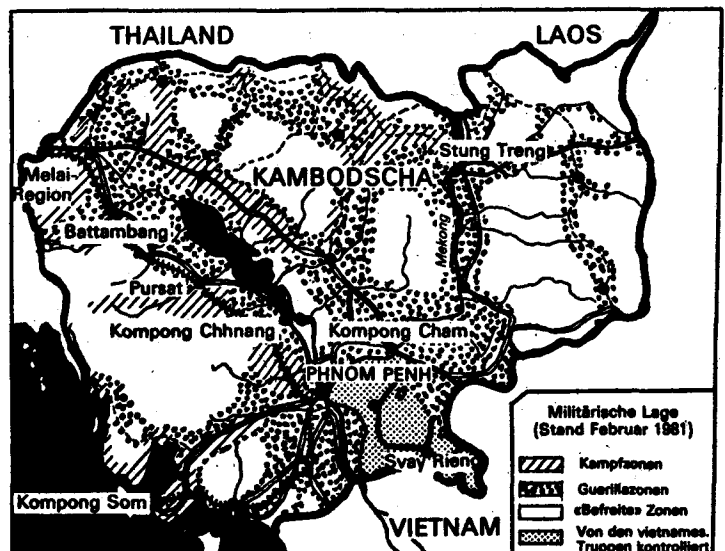 THAILAND
LAOS
Stung Treng
Melai-
Region
KAMBODSCHA
Battambang
Mekong
Pursat
Kompong Chhnang
Kompong Cham
PHNOM PENH
Svay Rieng
Kompong Som
VIETNAM
Militärische Lage
(Stand Februar 1981)
Kampfzonen
Guerillazonen
«Befreite» Zonen
Von den vietnames.
Truppen kontrolliert